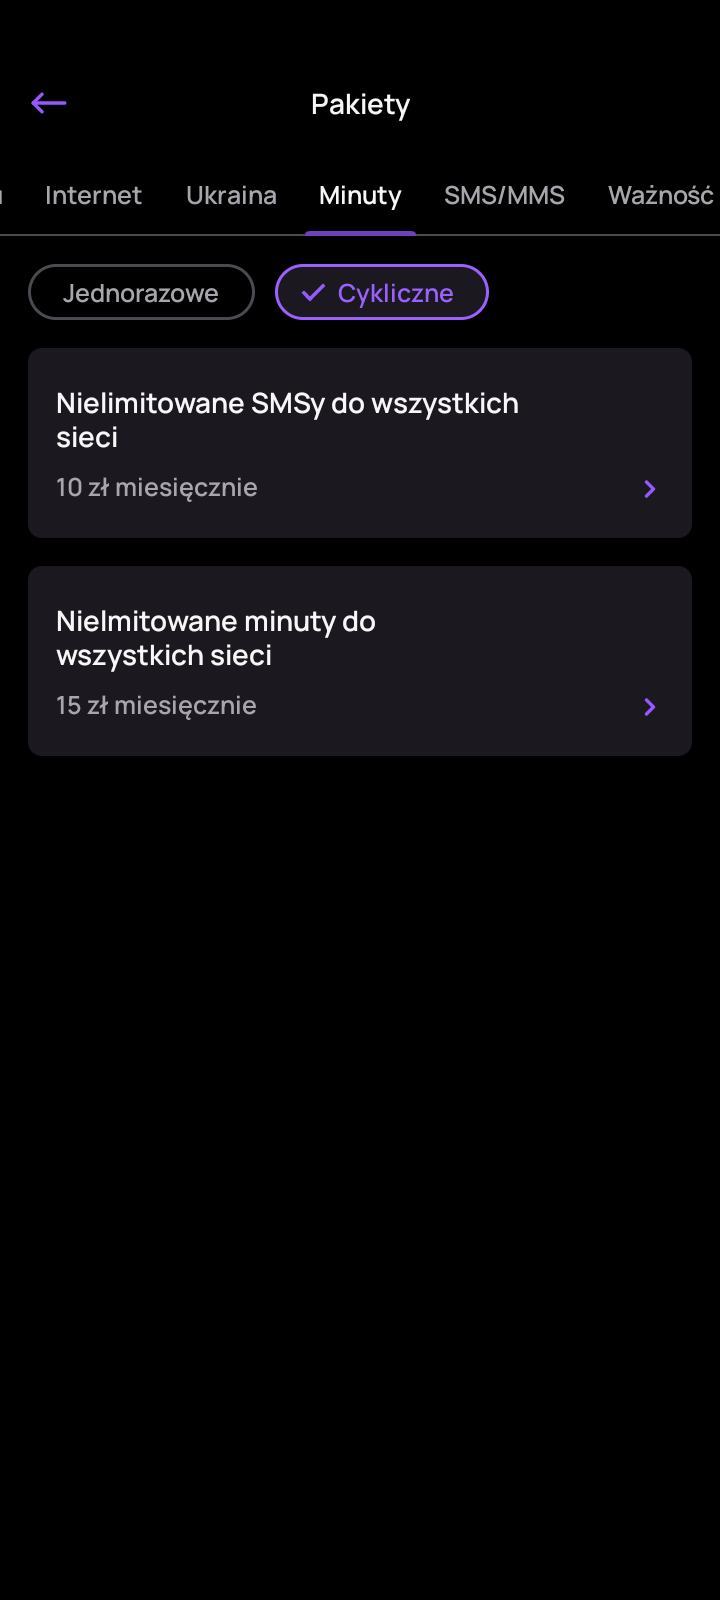 Pakiety
Internet Ukraina Minuty SMS/MMS Ważność
Jednorazowe Cykliczne
Nielimitowane SMSy do wszystkich
sieci
10 zł miesięcznie
Nielmitowane minuty do
wszystkich sieci
15 zł miesięcznie